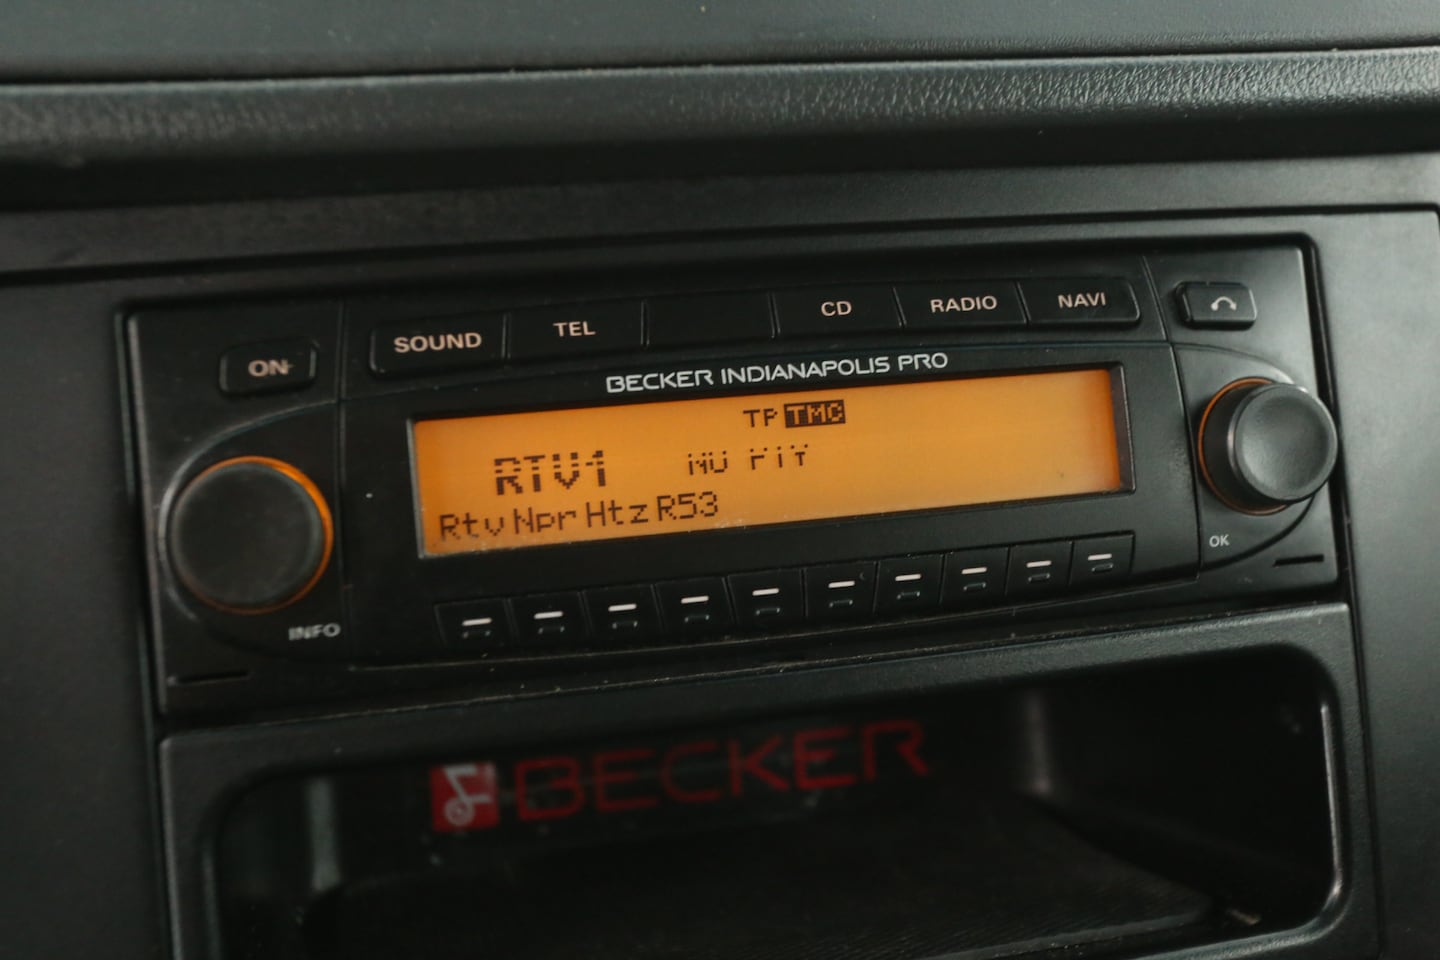 ON
SOUND
TEL
CD
RADIO
NAVI
BECKER INDIANAPOLIS PRO
TP TMC
RTV1
Rtv Npr Htz R53
INFO
OK
BECKER